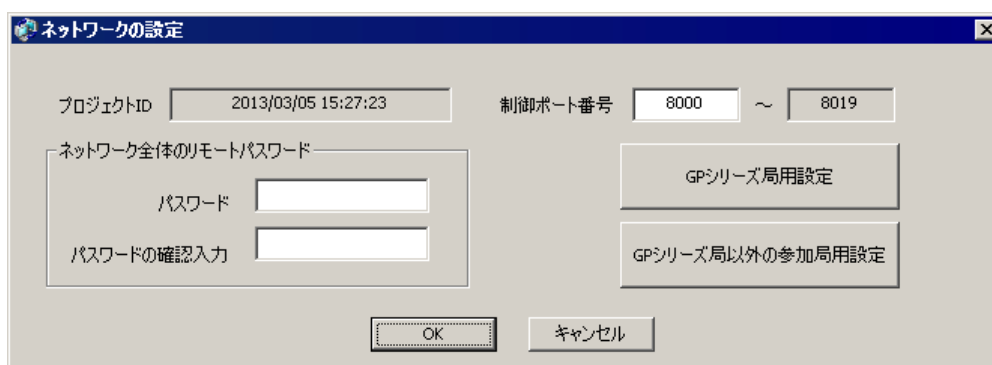 ネットワークの設定
プロジェクトID 2013/03/05 15:27:23 制御ポート番号 8000 ～ 8019
ネットワーク全体のリモートパスワード
パスワード
パスワードの確認入力
GPシリーズ局用設定
GPシリーズ局以外の参加局用設定
OK キャンセル